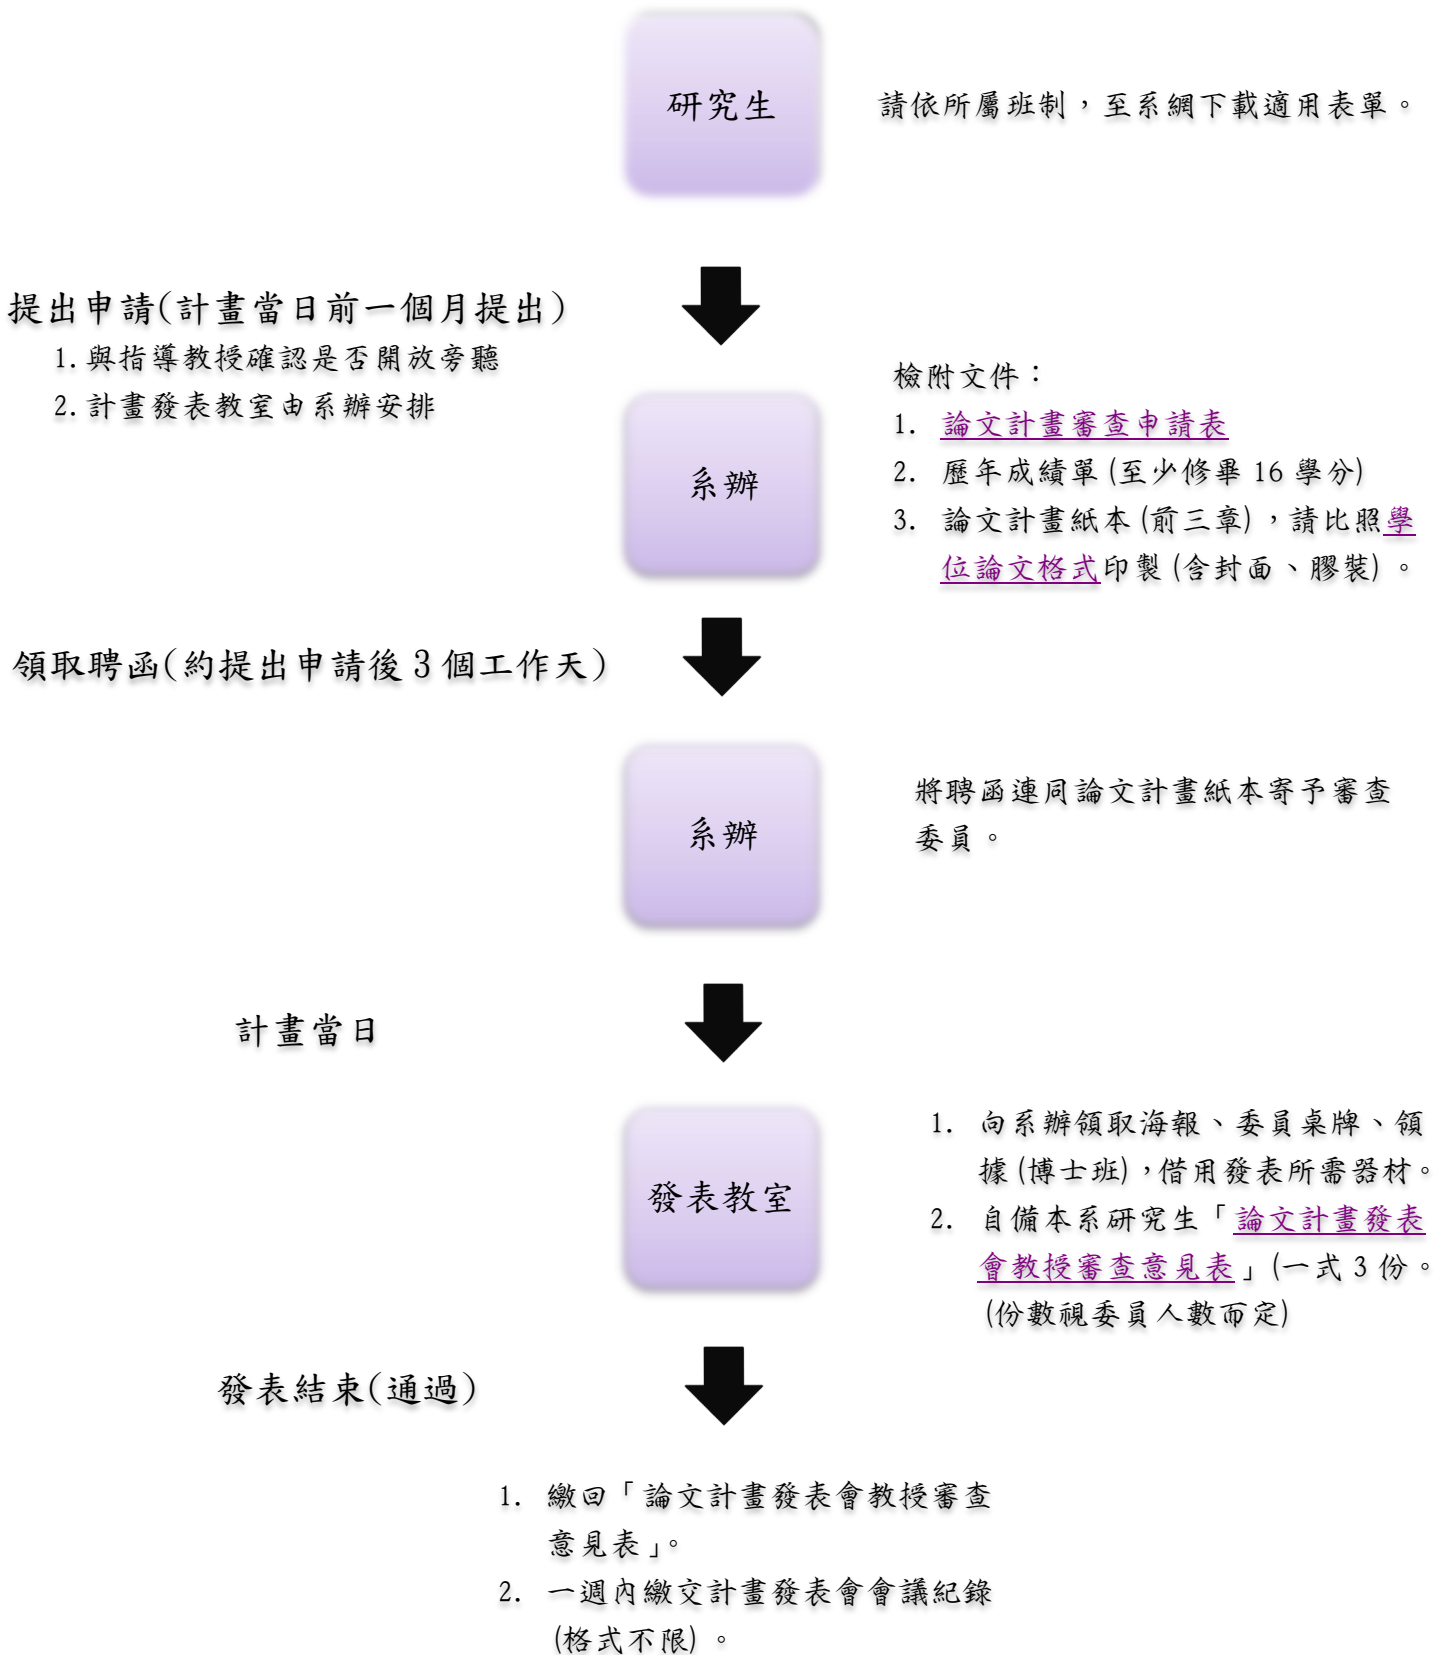 研究生
請依所屬班制，至系網下載適用表單。
提出申請(計畫當日前一個月提出)
1.與指導教授確認是否開放旁聽
2.計畫發表教室由系辦安排
系辦
檢附文件：
1. 論文計畫審查申請表
2. 歷年成績單(至少修畢 16 學分)
3. 論文計畫紙本(前三章)，請比照學
位論文格式印製(含封面、膠裝)。
領取聘函(約提出申請後 3 個工作天)
系辦
將聘函連同論文計畫紙本寄予審查
委員。
計畫當日
發表教室
1. 向系辦領取海報、委員桌牌、領
據(博士班)，借用發表所需器材。
2. 自備本系研究生「論文計畫發表
會教授審查意見表」(一式 3 份。
(份數視委員人數而定)
發表結束(通過)
1. 繳回「論文計畫發表會教授審查
意見表」。
2. 一週內繳交計畫發表會會議紀錄
(格式不限)。